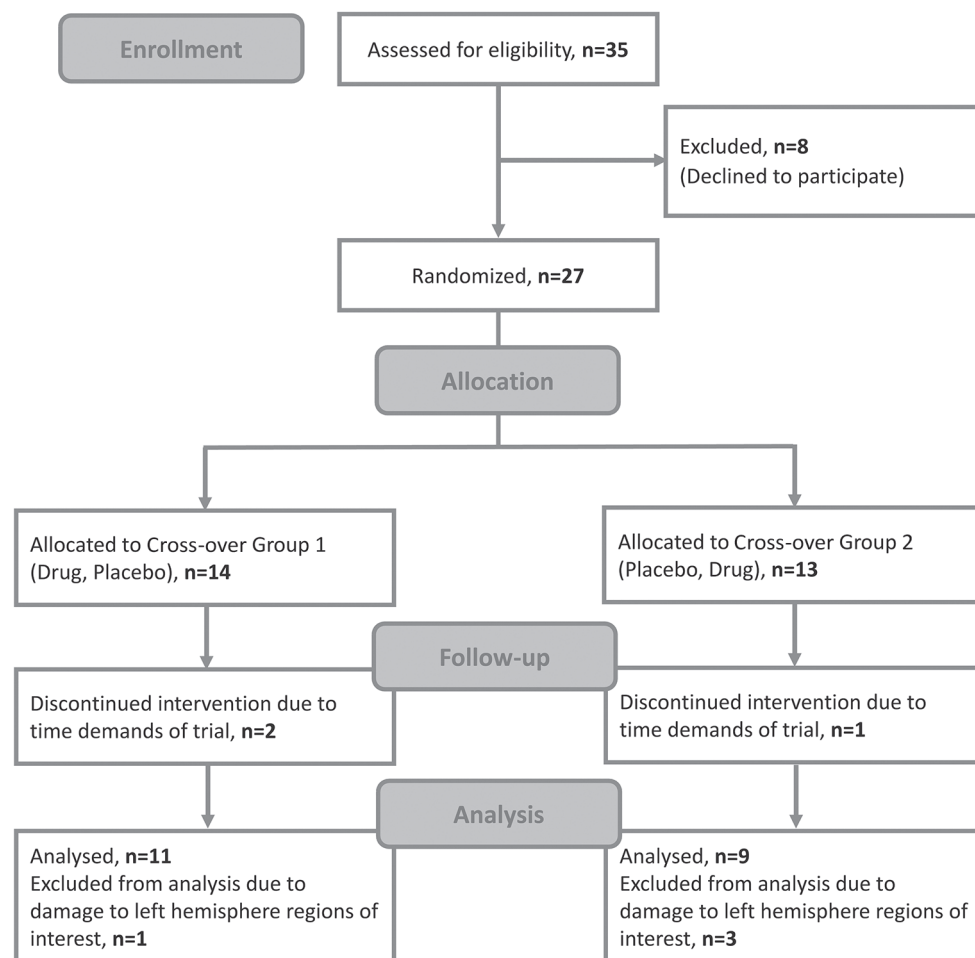 Enrollment
Assessed for eligibility, n=35
Excluded, n=8
(Declined to participate)
Randomized, n=27
Allocation
Allocated to Cross-over Group 1
(Drug, Placebo), n=14
Allocated to Cross-over Group 2
(Placebo, Drug), n=13
Follow-up
Discontinued intervention due to
time demands of trial, n=2
Discontinued intervention due to
time demands of trial, n=1
Analysis
Analysed, n=11
Excluded from analysis due to
damage to left hemisphere regions of
interest, n=1
Analysed, n=9
Excluded from analysis due to
damage to left hemisphere regions of
interest, n=3